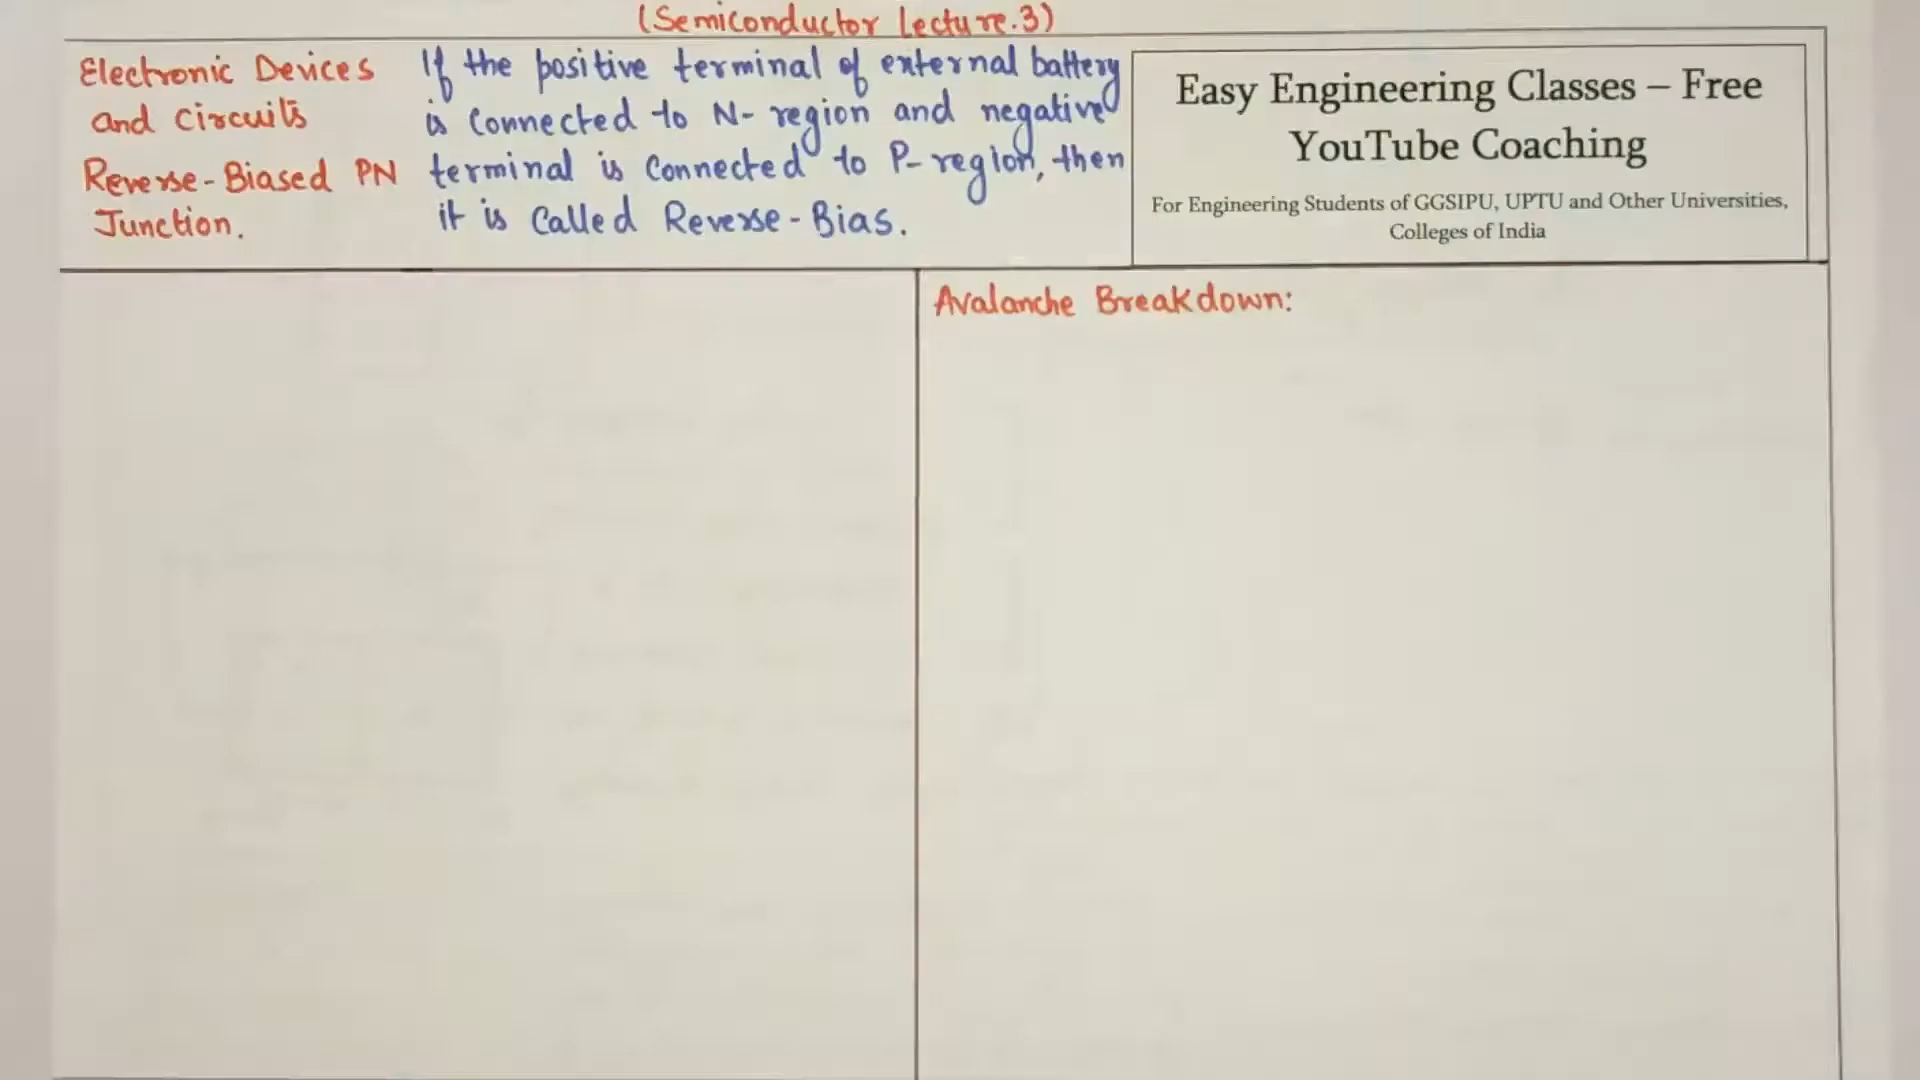 (Semiconductor Lecture.3)
Electronic Devices
and Circuits
Reverse-Biased PN
Junction.
If the positive terminal of external battery
is Connected to N-region and negative
terminal is Connected to P-region, then
it is Called Reverse-Bias.
Easy Engineering Classes – Free
YouTube Coaching
For Engineering Students of GGSIPU, UPTU and Other Universities,
Colleges of India
Avalanche Breakdown: